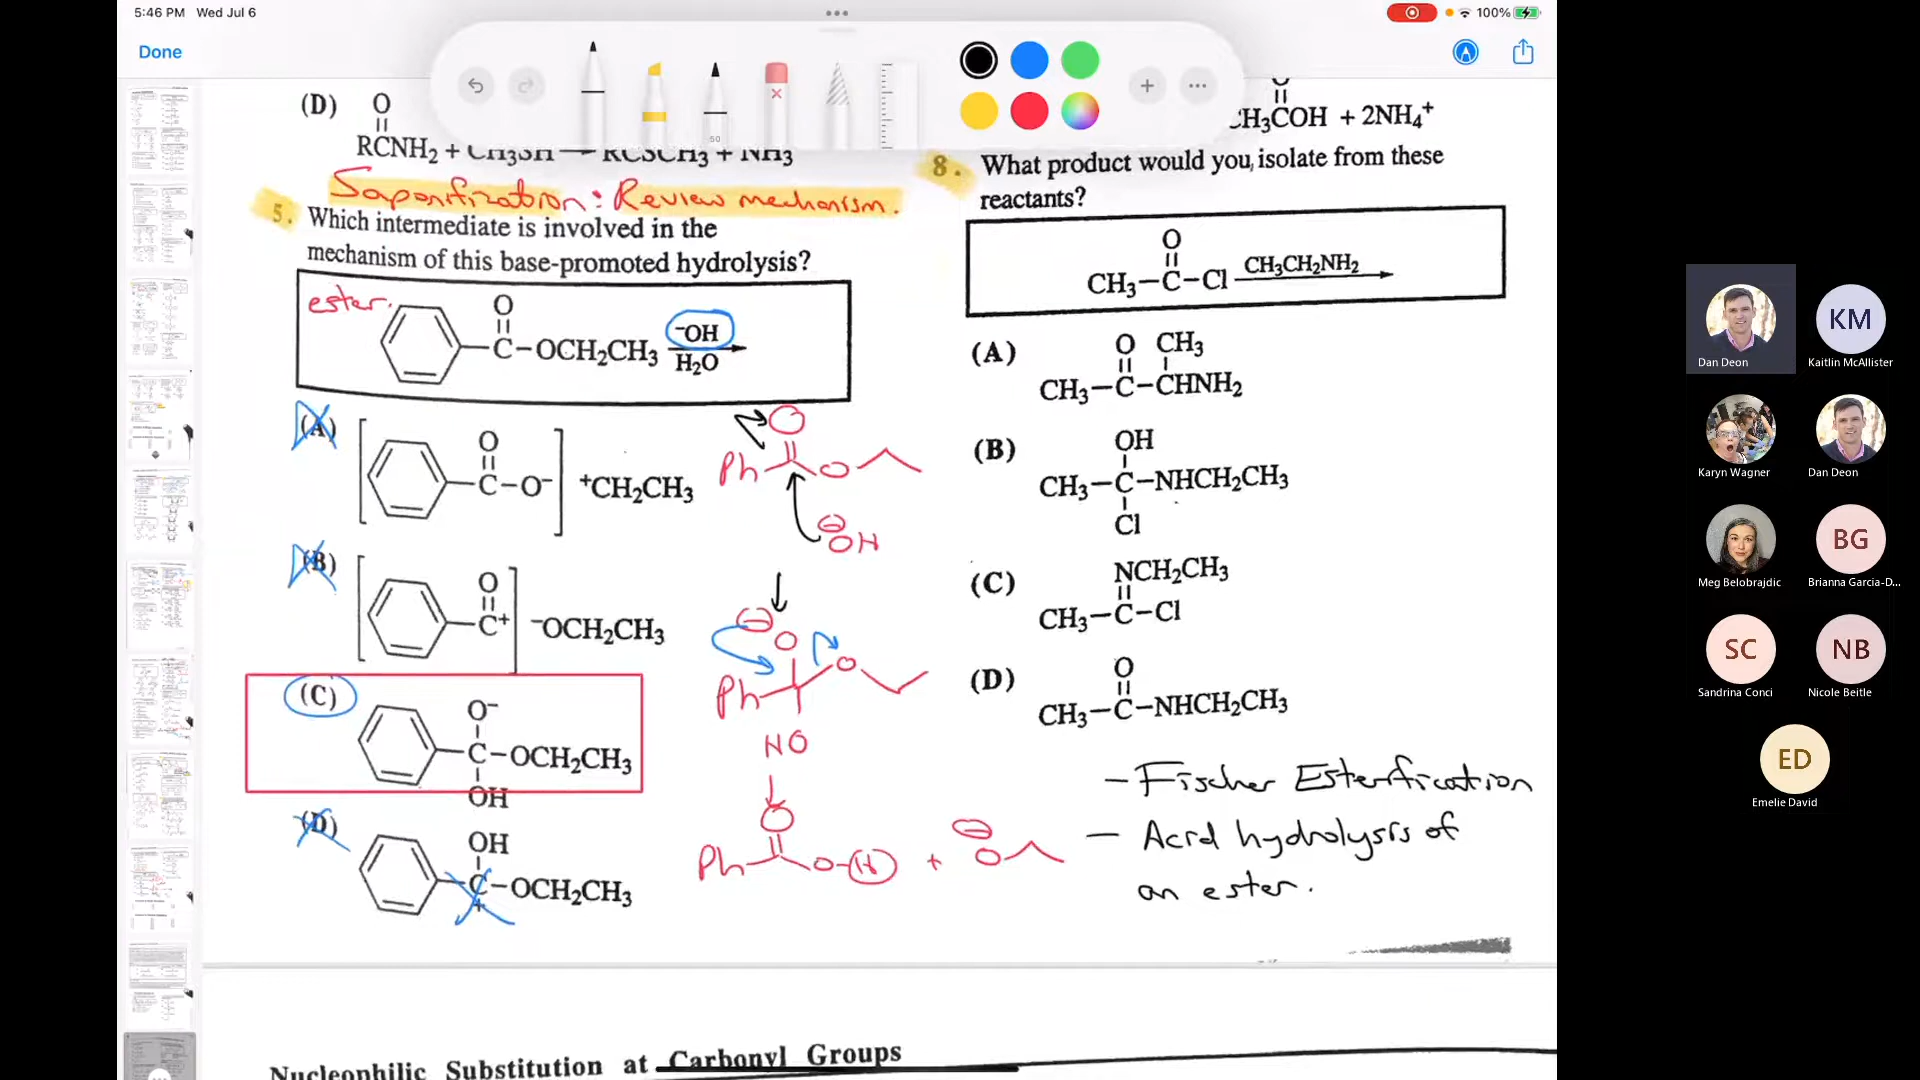 5:46 PM Wed Jul 6
100%
Done
50
(D)
O
RCNH₂ + CH₃SH → RCSCH₃ + NH₃
Saponification: Review mechanism.
5. Which intermediate is involved in the
mechanism of this base-promoted hydrolysis?
ester.
O
C-OCH₂CH₃
⁻OH
H₂O
(A)
O
C-O⁻
⁺CH₂CH₃
(B)
O
C⁺
⁻OCH₂CH₃
(C)
O⁻
C-OCH₂CH₃
OH
(D)
OH
C-OCH₂CH₃
+
O
Ph O
⊖
OH
⊖
O O
Ph
HO
O
Ph O-H + ⊖O
O
CH₃COH + 2NH₄⁺
8. What product would you isolate from these
reactants?
O
CH₃-C-Cl CH₃CH₂NH₂
(A)
O CH₃
CH₃-C-CHNH₂
(B)
OH
CH₃-C-NHCH₂CH₃
Cl
(C)
NCH₂CH₃
CH₃-C-Cl
(D)
O
CH₃-C-NHCH₂CH₃
- Fischer Esterification
- Acid hydrolysis of
an ester.
Nucleophilic Substitution at Carbonyl Groups
Dan Deon
KM
Kaitlin McAllister
Karyn Wagner
Dan Deon
Meg Belobrajdic
BG
Brianna Garcia-D...
SC
Sandrina Conci
NB
Nicole Beitle
ED
Emelie David